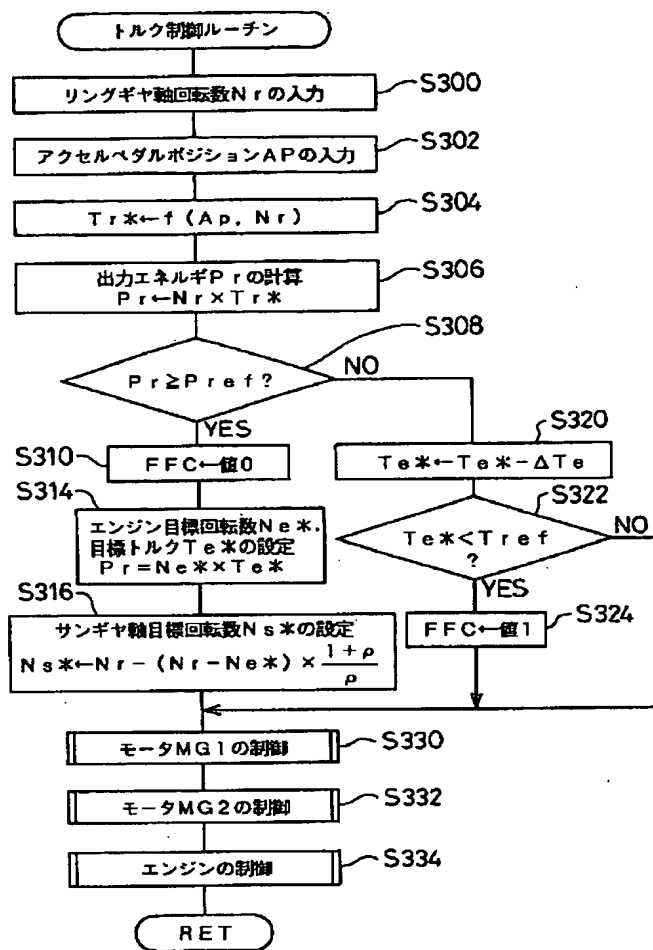 トルク制御ルーチン
リングギヤ軸回転数Nrの入力
S300
アクセルペダルポジションAPの入力
S302
Tr*←f(Ap, Nr)
S304
出力エネルギPrの計算
Pr←Nr×Tr*
S306
Pr≧Pref?
S308
NO
YES
S310
FFC←値0
S314
エンジン目標回転数Ne*,
目標トルクTe*の設定
Pr=Ne*×Te*
S316
サンギヤ軸目標回転数Ns*の設定
Ns*←Nr-(Nr-Ne*)×(1+ρ)/ρ
S320
Te*←Te*-ΔTe
S322
Te*<Tref
?
NO
YES
S324
FFC←値1
モータMG1の制御
S330
モータMG2の制御
S332
エンジンの制御
S334
RET